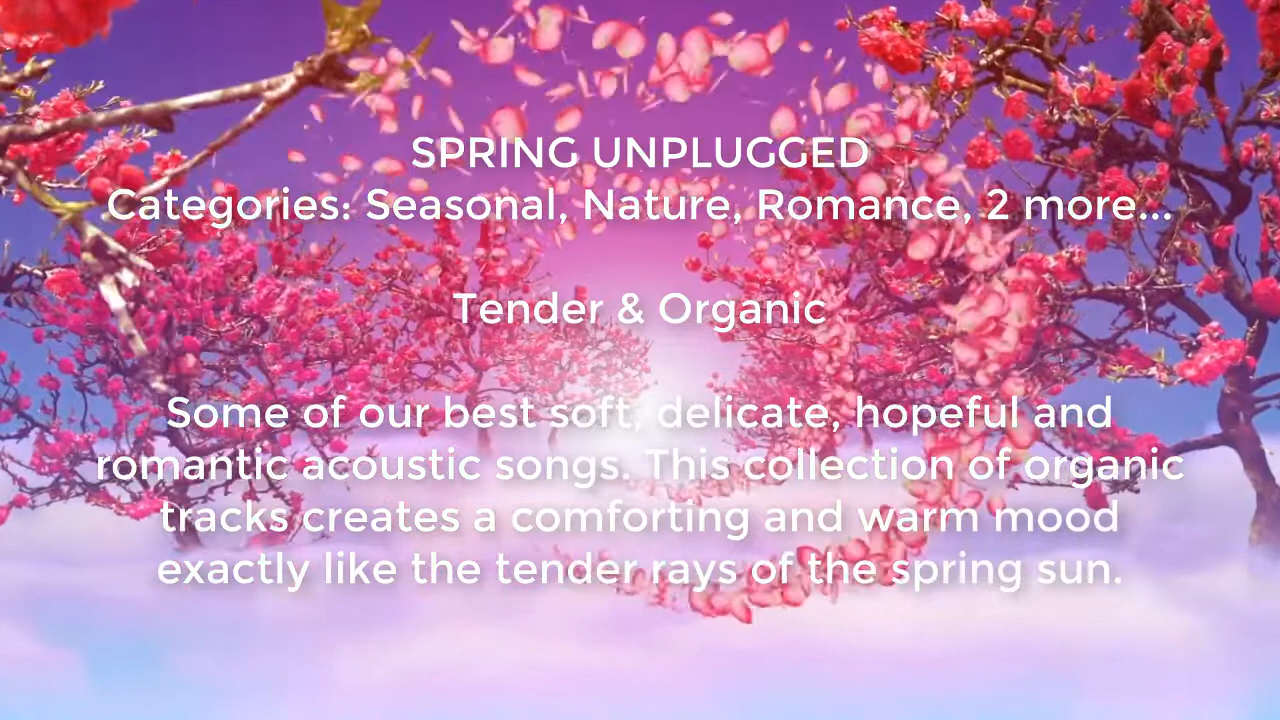 SPRING UNPLUGGED
Categories: Seasonal, Nature, Romance, 2 more...
Tender & Organic
Some of our best soft, delicate, hopeful and
romantic acoustic songs. This collection of organic
tracks creates a comforting and warm mood
exactly like the tender rays of the spring sun.